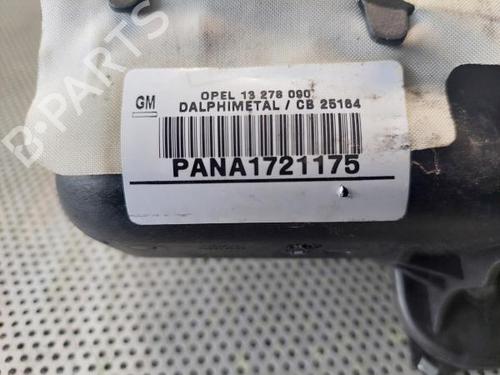 B-PARTS
GM
OPEL 13 278 090
DALPHIMETAL / CB 25164
PANA1721175